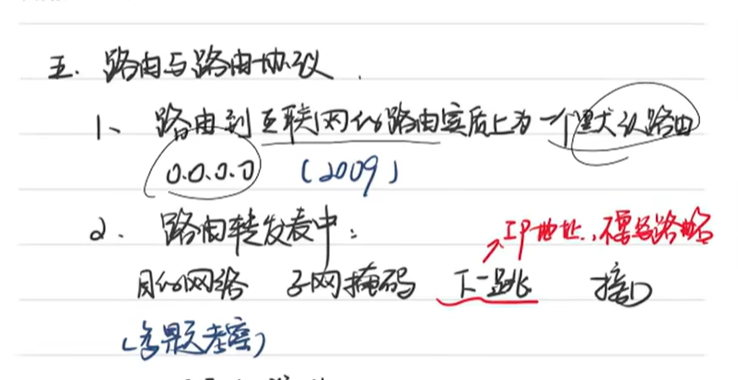 五. 路由与路由协议.
1、路由到互联网的路由实质上为一个默认路由
0.0.0.0 (2009)
2. 路由转发表中:
IP地址,不要写路由器
目的网络 子网掩码 下一跳 接口
(多题考察)